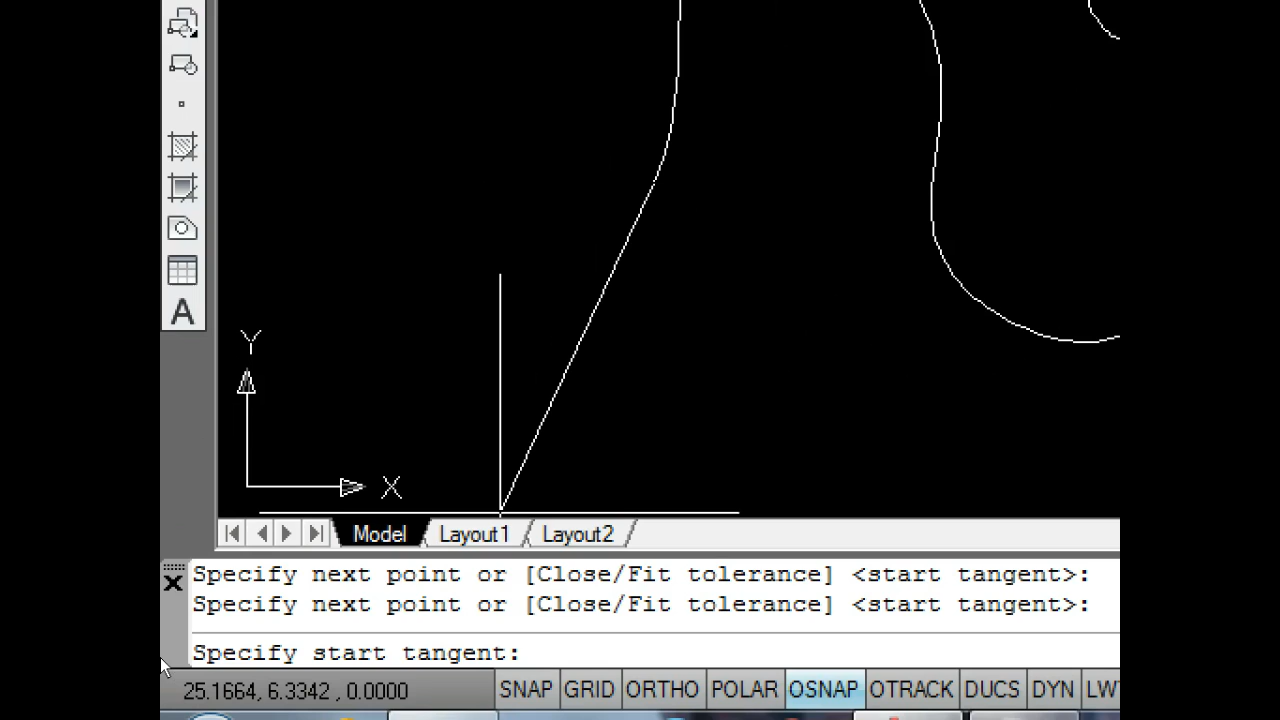 A
Y
X
Model Layout1 Layout2
Specify next point or [Close/Fit tolerance] <start tangent>:
Specify next point or [Close/Fit tolerance] <start tangent>:
Specify start tangent:
25.1664, 6.3342 , 0.0000 SNAP GRID ORTHO POLAR OSNAP OTRACK DUCS DYN LW